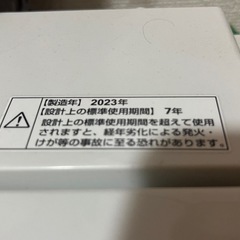 【製造年】 2023年
【設計上の標準使用期間】 7年
設計上の標準使用期間を超えて使用
されますと、経年劣化による発火・
けが等の事故に至る恐れがあります。